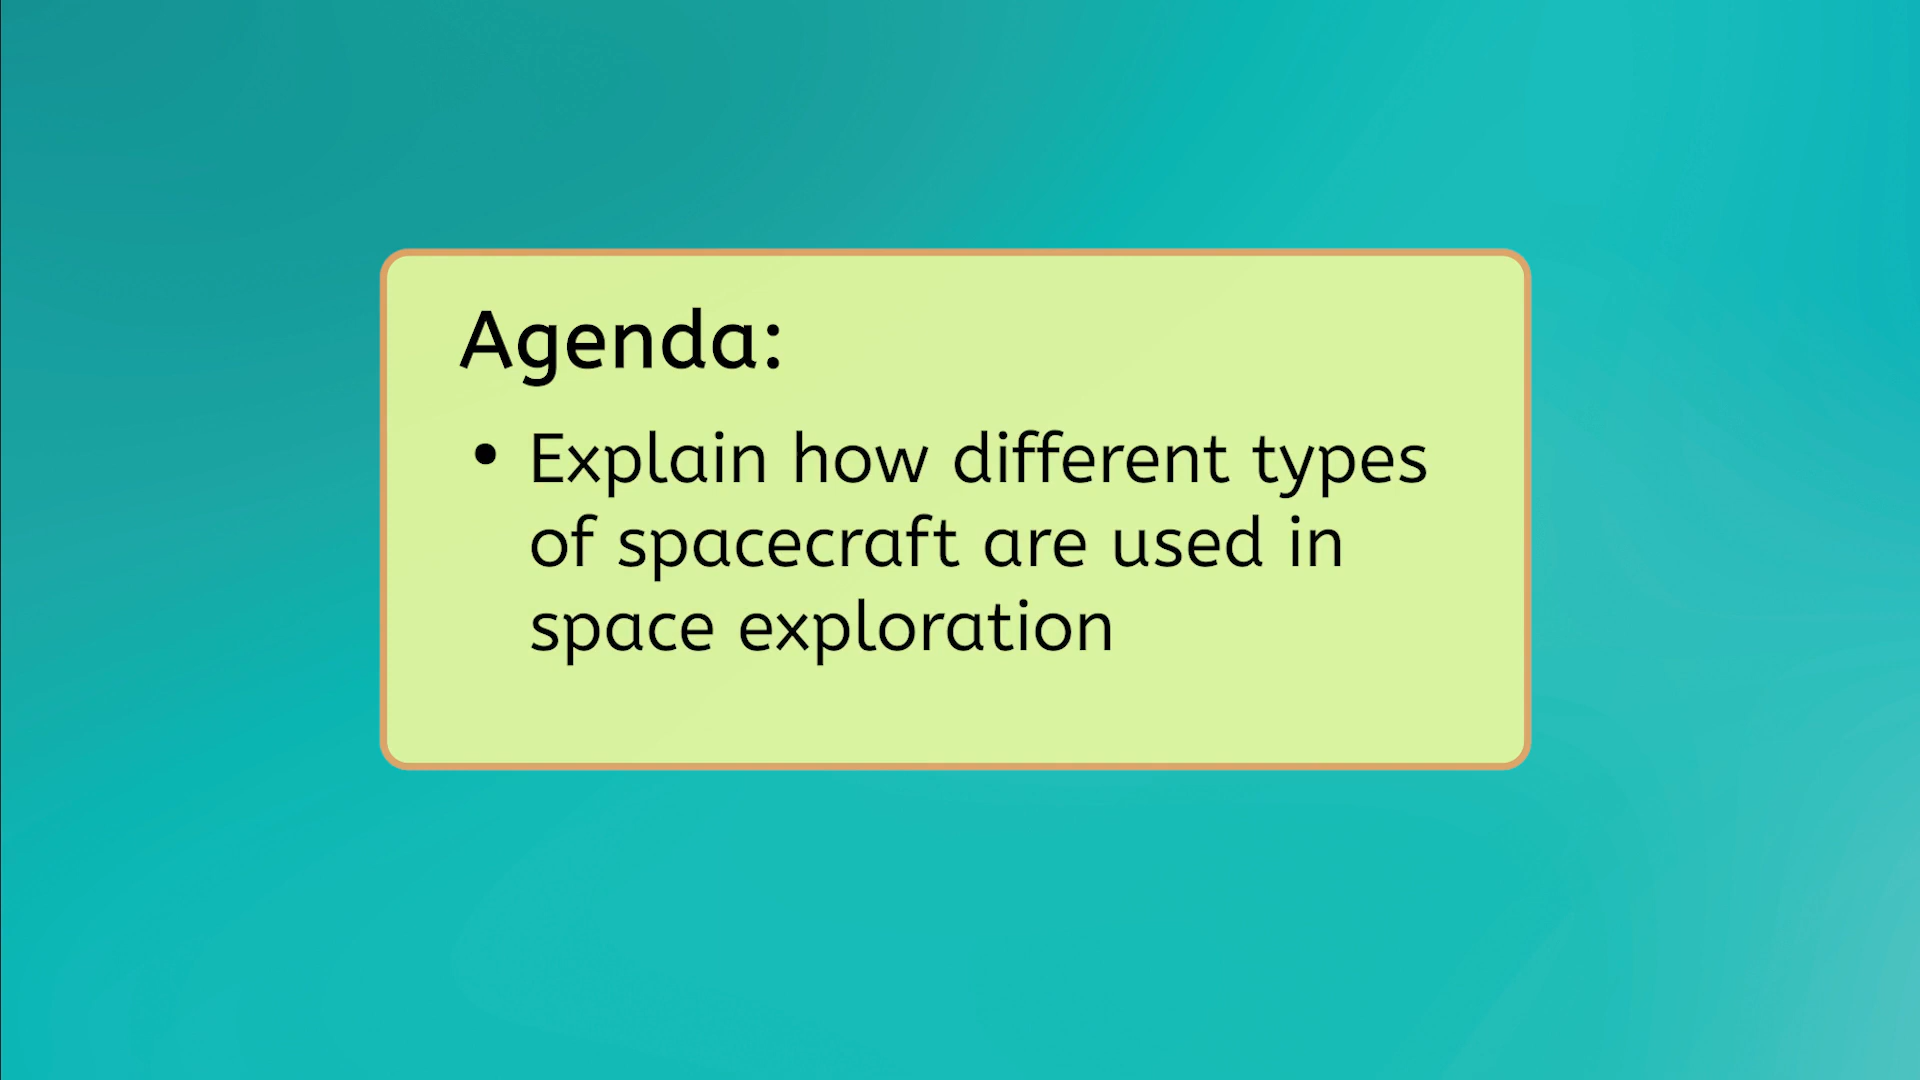 Agenda:
• Explain how different types
of spacecraft are used in
space exploration